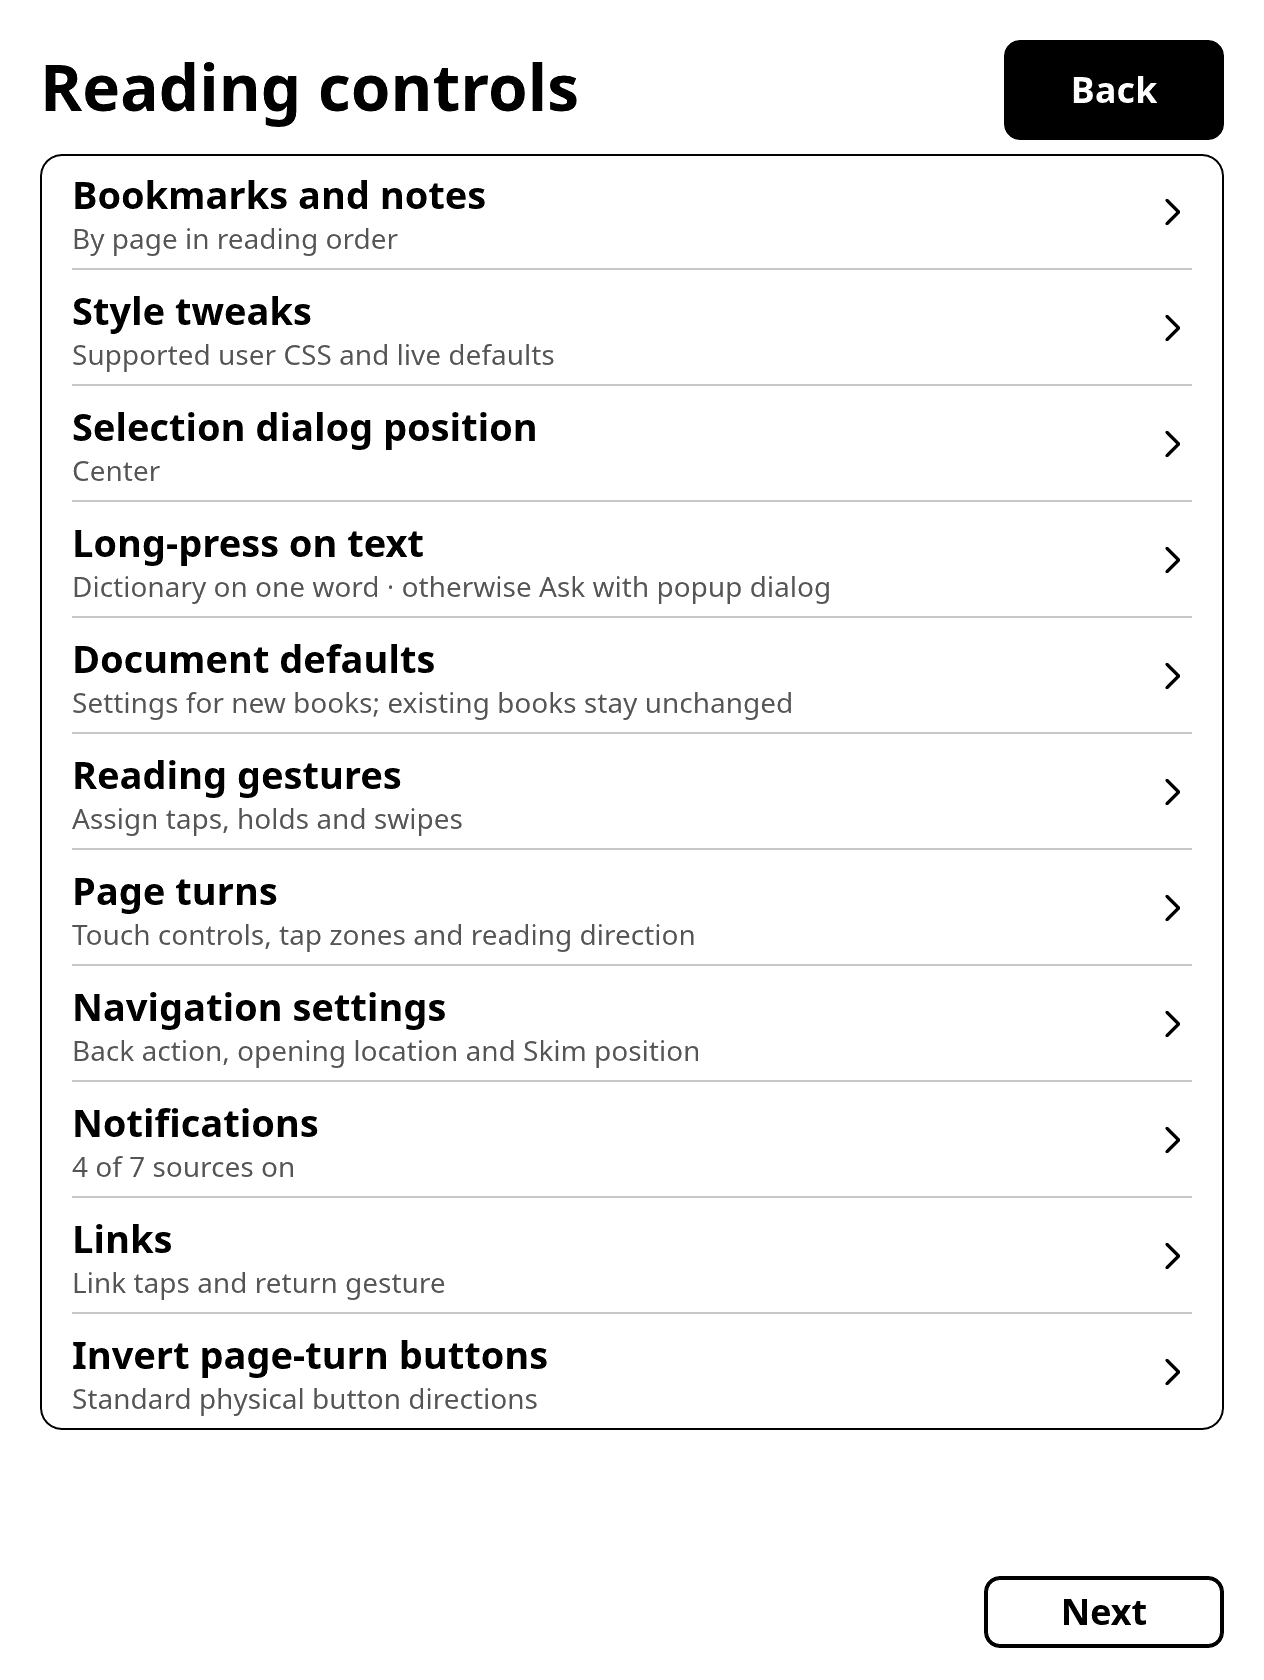 Reading controls
Back
Bookmarks and notes
By page in reading order
Style tweaks
Supported user CSS and live defaults
Selection dialog position
Center
Long-press on text
Dictionary on one word · otherwise Ask with popup dialog
Document defaults
Settings for new books; existing books stay unchanged
Reading gestures
Assign taps, holds and swipes
Page turns
Touch controls, tap zones and reading direction
Navigation settings
Back action, opening location and Skim position
Notifications
4 of 7 sources on
Links
Link taps and return gesture
Invert page-turn buttons
Standard physical button directions
Next